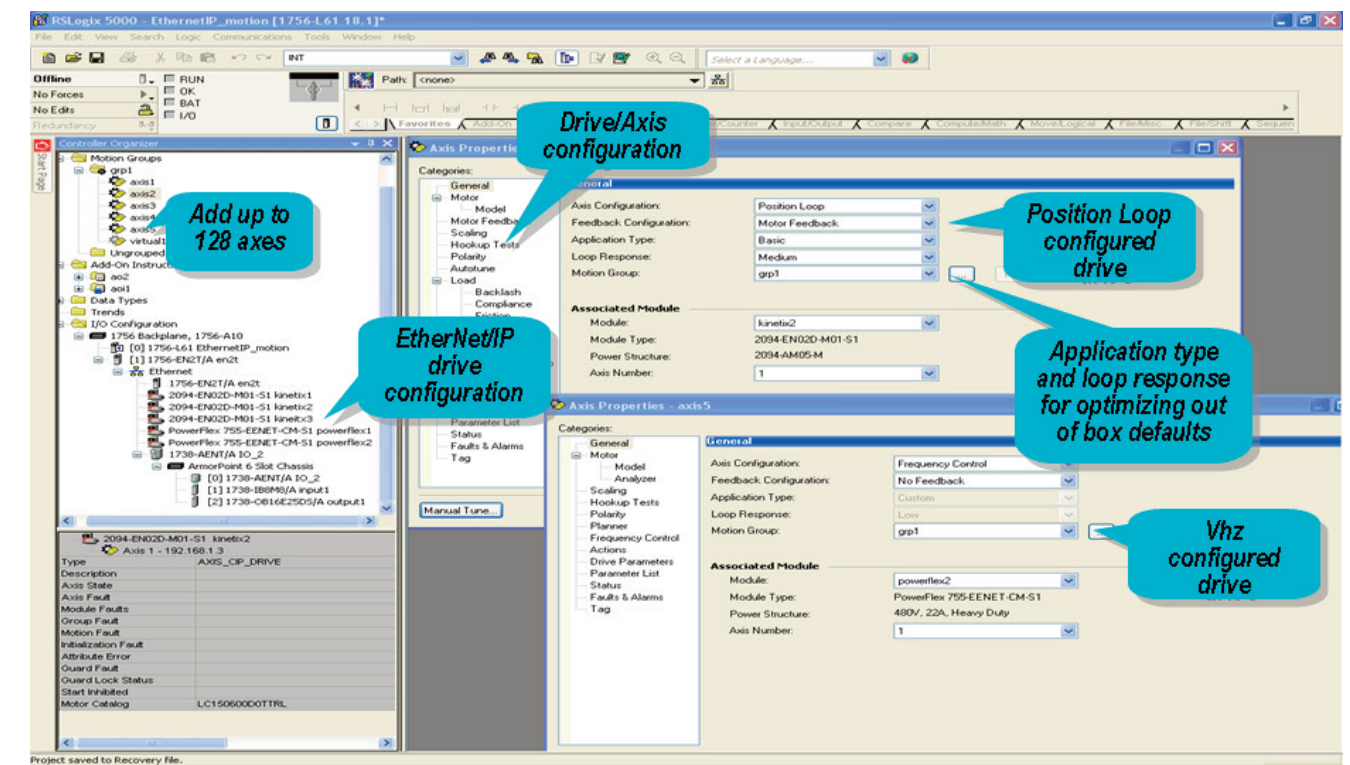 RSLogix 5000 - EthernetIP_motion [1756-L61 18.1]*
File Edit View Search Logic Communications Tools Window Help
INT
Select a Language...
Offline
RUN
Path: <none>
No Forces
OK
No Edits
BAT
Redundancy
I/O
Favorites
Add-On
Input/Output
Compare
Compute/Math
Move/Logical
File/Misc.
File/Shift
Sequen
Start Page
Controller Organizer
Motion Groups
grp1
axis1
axis2
axis3
axis4
axis5
virtual1
Ungrouped
Add-On Instruct
ao2
aoi1
Data Types
Trends
I/O Configuration
1756 Backplane, 1756-A10
[0] 1756-L61 EthernetIP_motion
[1] 1756-EN2T/A en2t
Ethernet
1756-EN2T/A en2t
2094-EN02D-M01-S1 kinetix1
2094-EN02D-M01-S1 kinetix2
2094-EN02D-M01-S1 kineitx3
PowerFlex 755-EENET-CM-S1 powerflex1
PowerFlex 755-EENET-CM-S1 powerflex2
1738-AENT/A IO_2
ArmorPoint 6 Slot Chassis
[0] 1738-AENT/A IO_2
[1] 1738-IB8M8/A input1
[2] 1738-OB16E25DS/A output1
2094-EN02D-M01-S1 kinetix2
Axis 1 - 192.168.1.3
Type AXIS_CIP_DRIVE
Description
Axis State
Axis Fault
Module Faults
Group Fault
Motion Fault
Initialization Fault
Attribute Error
Guard Fault
Guard Lock Status
Start Inhibited
Motor Catalog LC150600D0TTRL
Add up to
128 axes
Drive/Axis
configuration
EtherNet/IP
drive
configuration
Position Loop
configured
drive
Application type
and loop response
for optimizing out
of box defaults
Vhz
configured
drive
Axis Properti
Categories:
General
Motor
Model
Motor Feedba
Scaling
Hookup Tests
Polarity
Autotune
Load
Backlash
Compliance
Friction
Parameter List
Status
Faults & Alarms
Tag
Manual Tune...
General
Axis Configuration: Position Loop
Feedback Configuration: Motor Feedback
Application Type: Basic
Loop Response: Medium
Motion Group: grp1 ...
Associated Module
Module: kinetix2
Module Type: 2094-EN02D-M01-S1
Power Structure: 2094-AM05-M
Axis Number: 1
Axis Properties - axis5
Categories:
General
Motor
Model
Analyzer
Scaling
Hookup Tests
Polarity
Planner
Frequency Control
Actions
Drive Parameters
Parameter List
Status
Faults & Alarms
Tag
General
Axis Configuration: Frequency Control
Feedback Configuration: No Feedback
Application Type: Custom
Loop Response: Low
Motion Group: grp1
Associated Module
Module: powerflex2
Module Type: PowerFlex 755-EENET-CM-S1
Power Structure: 480V, 22A, Heavy Duty
Axis Number: 1
Project saved to Recovery file.